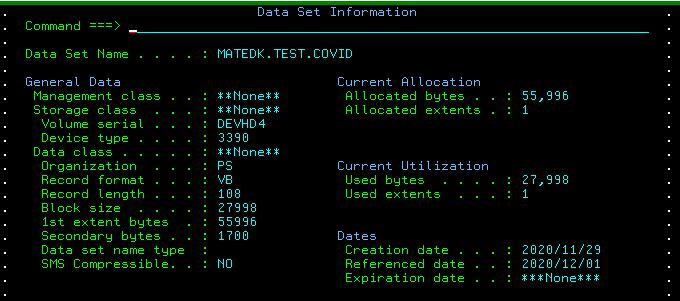 Data Set Information
Command ===>
Data Set Name . . . . : MATEDK.TEST.COVID
General Data Current Allocation
Management class . . : **None** Allocated bytes . . : 55,996
Storage class . . . : **None** Allocated extents . : 1
Volume serial . . . : DEVHD4
Device type . . . . : 3390
Data class . . . . . : **None**
Organization . . . : PS Current Utilization
Record format . . . : VB Used bytes . . . . : 27,998
Record length . . . : 108 Used extents . . . : 1
Block size . . . . : 27998
1st extent bytes . : 55996
Secondary bytes . . : 1700 Dates
Data set name type : Creation date . . . : 2020/11/29
SMS Compressible. . : NO Referenced date . . : 2020/12/01
Expiration date . . : ***None***